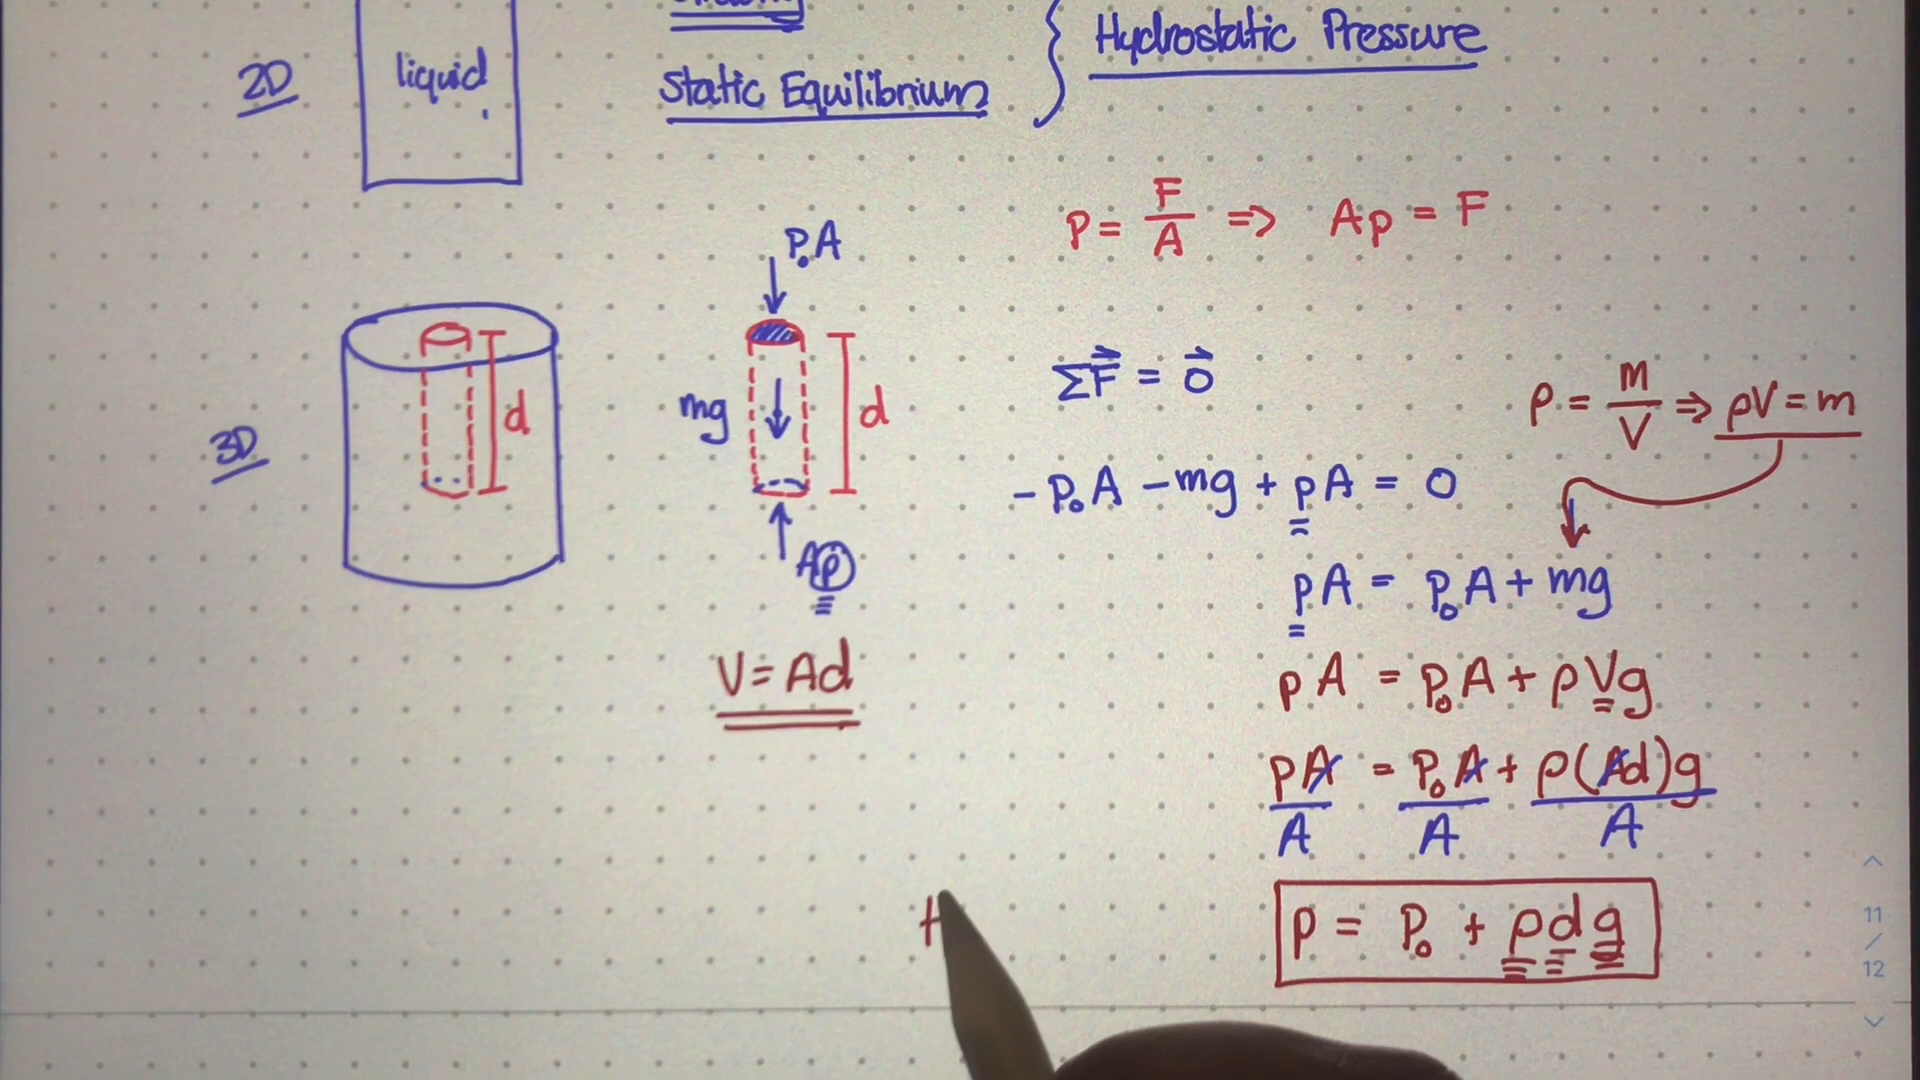 2D
liquid
Static Equilibrium
Hydrostatic Pressure
p = F/A ⇒ Ap = F
P₀A
d
mg
d
3D
Ap
V = Ad
ΣF⃗ = 0⃗
ρ = m/V ⇒ ρV = m
- P₀A - mg + pA = 0
pA = P₀A + mg
pA = P₀A + ρVg
pA/A = P₀A/A + ρ(Ad)g/A
p = P₀ + ρdg
11
/
12